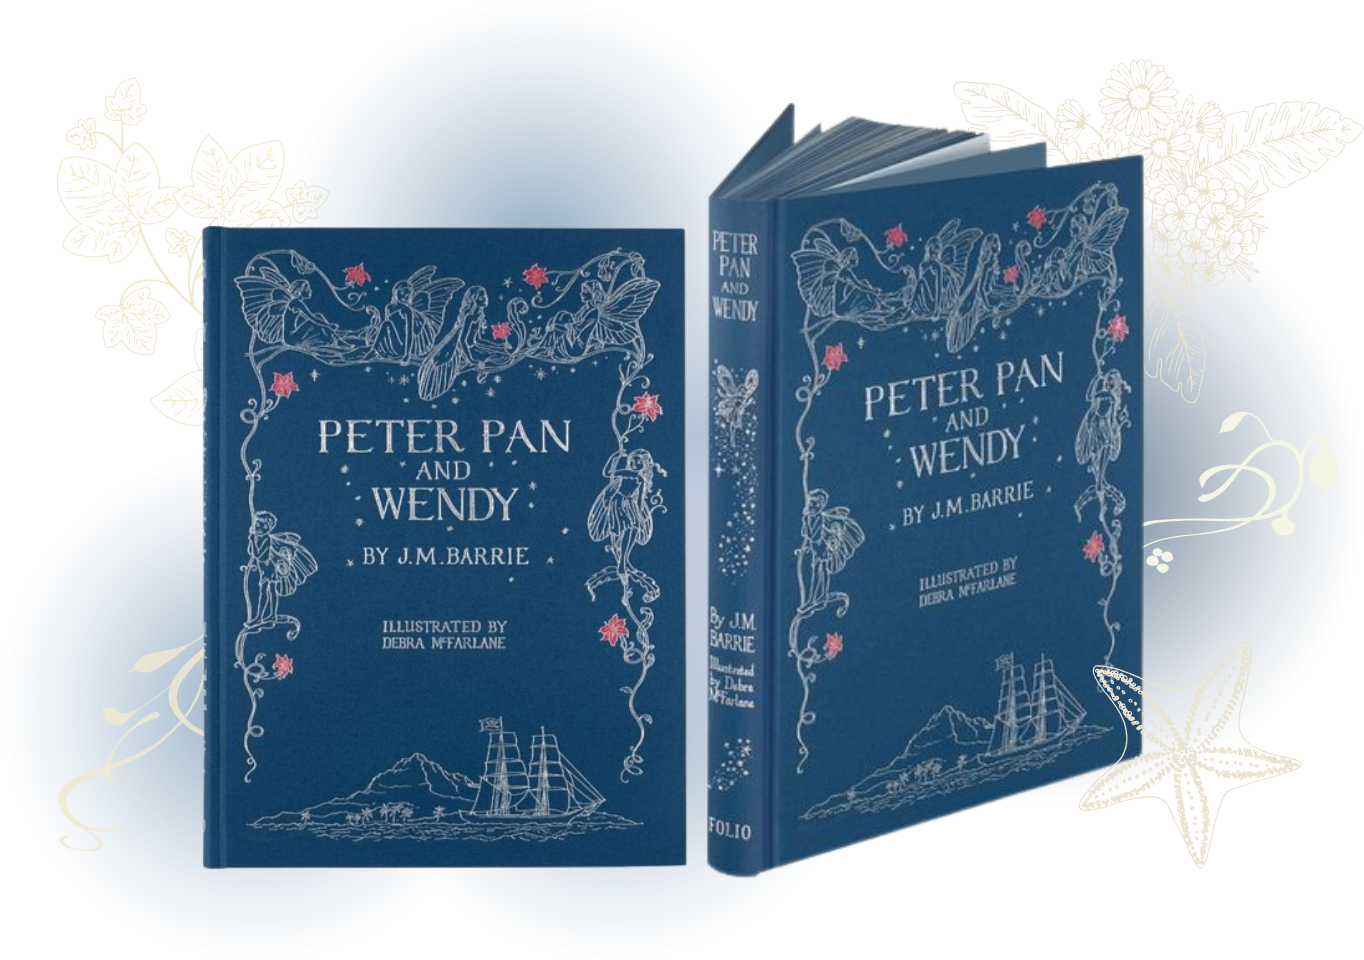 PETER PAN
AND
WENDY
BY J.M.BARRIE
ILLUSTRATED BY
DEBRA McFARLANE
PETER
PAN
AND
WENDY
By J.M.
BARRIE
Illustrated
by Debra
McFarlane
FOLIO
PETER PAN
AND
WENDY
BY J.M.BARRIE
ILLUSTRATED BY
DEBRA McFARLANE